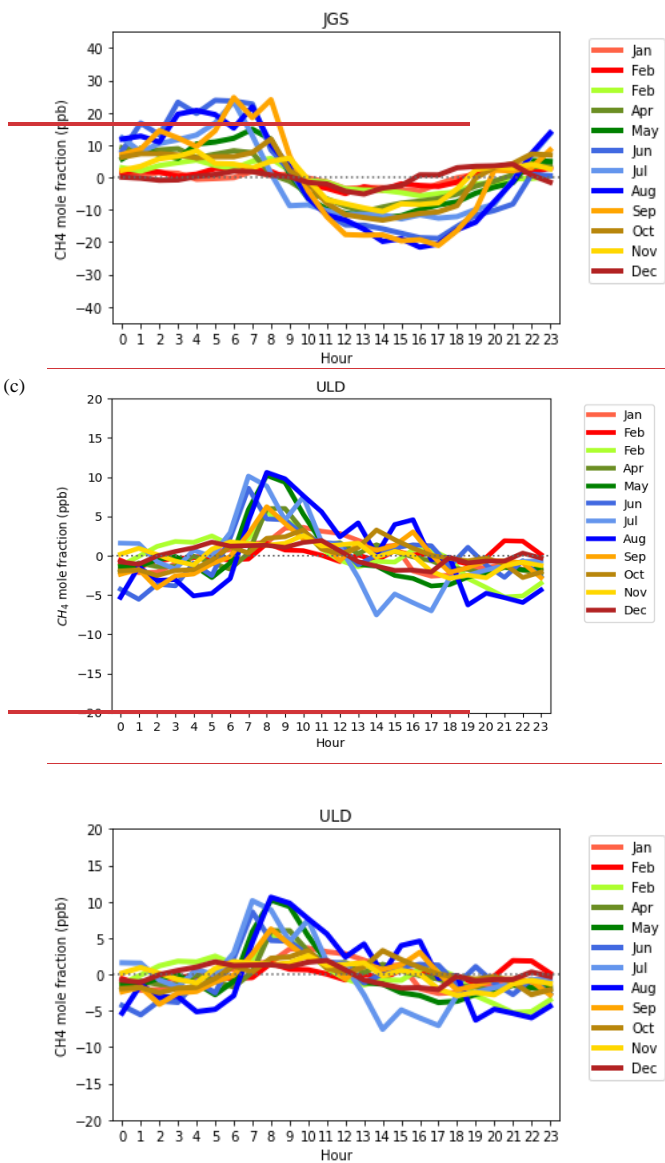 JGS
40
30
20
10
0
−10
−20
−30
−40
CH4 mole fraction (ppb)
0 1 2 3 4 5 6 7 8 9 10 11 12 13 14 15 16 17 18 19 20 21 22 23
Hour
Jan
Feb
Feb
Apr
May
Jun
Jul
Aug
Sep
Oct
Nov
Dec
(c)
ULD
20
15
10
5
0
−5
−10
−15
−20
CH4 mole fraction (ppb)
0 1 2 3 4 5 6 7 8 9 10 11 12 13 14 15 16 17 18 19 20 21 22 23
Hour
Jan
Feb
Feb
Apr
May
Jun
Jul
Aug
Sep
Oct
Nov
Dec
ULD
20
15
10
5
0
−5
−10
−15
−20
CH4 mole fraction (ppb)
0 1 2 3 4 5 6 7 8 9 10 11 12 13 14 15 16 17 18 19 20 21 22 23
Hour
Jan
Feb
Feb
Apr
May
Jun
Jul
Aug
Sep
Oct
Nov
Dec